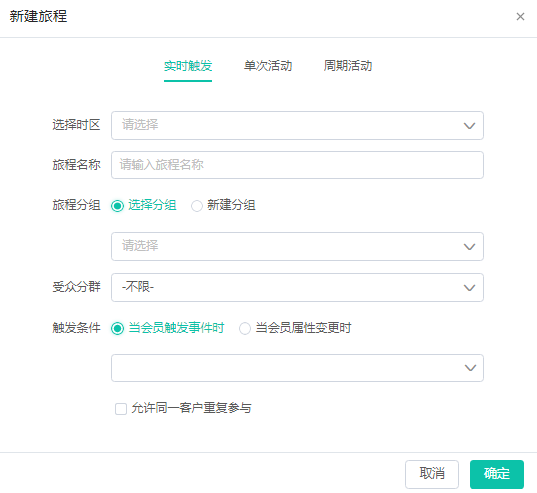 新建旅程
实时触发 单次活动 周期活动
选择时区 请选择
旅程名称 请输入旅程名称
旅程分组 选择分组 新建分组
请选择
受众分群 -不限-
触发条件 当会员触发事件时 当会员属性变更时
允许同一客户重复参与
取消 确定